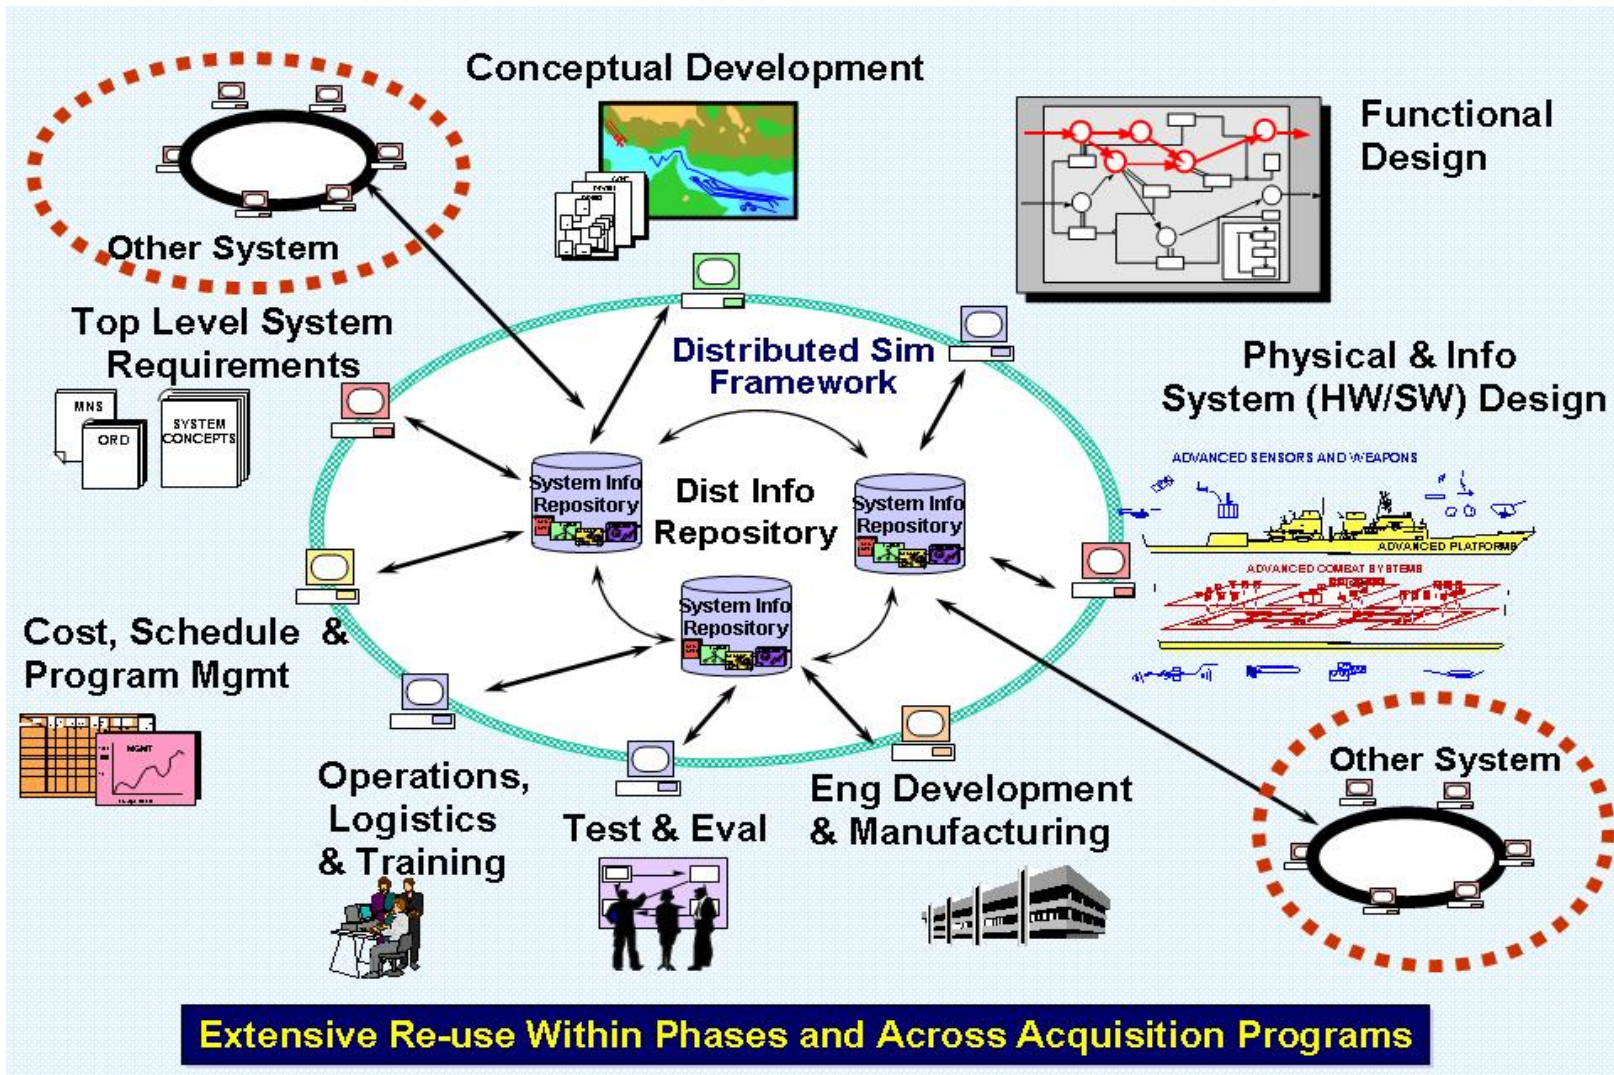 Conceptual Development
Functional
Design
Other System
Top Level System
Requirements
MNS
ORD
SYSTEM
CONCEPTS
Distributed Sim
Framework
Physical & Info
System (HW/SW) Design
ADVANCED SENSORS AND WEAPONS
ADVANCED PLATFORMS
ADVANCED COMBAT SYSTEMS
System Info
Repository
Dist Info
Repository
System Info
Repository
System Info
Repository
Cost, Schedule &
Program Mgmt
MGMT
Operations,
Logistics
& Training
Test & Eval
Eng Development
& Manufacturing
Other System
Extensive Re-use Within Phases and Across Acquisition Programs